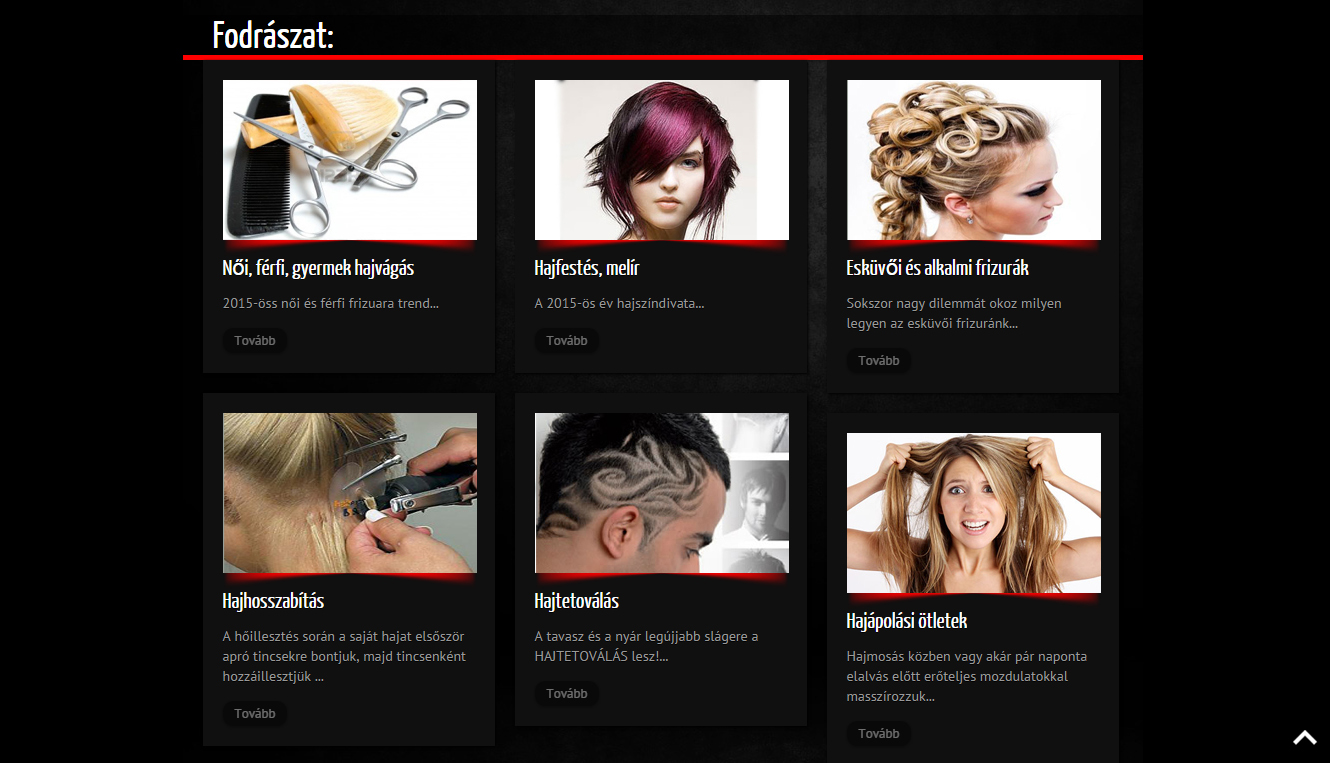 Fodrászat:
Női, férfi, gyermek hajvágás
2015-öss női és férfi frizuara trend...
Tovább
Hajfestés, melír
A 2015-ös év hajszíndivata...
Tovább
Esküvői és alkalmi frizurák
Sokszor nagy dilemmát okoz milyen
legyen az esküvői frizuránk...
Tovább
Hajhosszabítás
A hőillesztés során a saját hajat elsőször
apró tincsekre bontjuk, majd tincsenként
hozzáillesztjük ...
Tovább
Hajtetoválás
A tavasz és a nyár legújjabb slágere a
HAJTETOVÁLÁS lesz!...
Tovább
Hajápolási ötletek
Hajmosás közben vagy akár pár naponta
elalvás előtt erőteljes mozdulatokkal
masszírozzuk...
Tovább